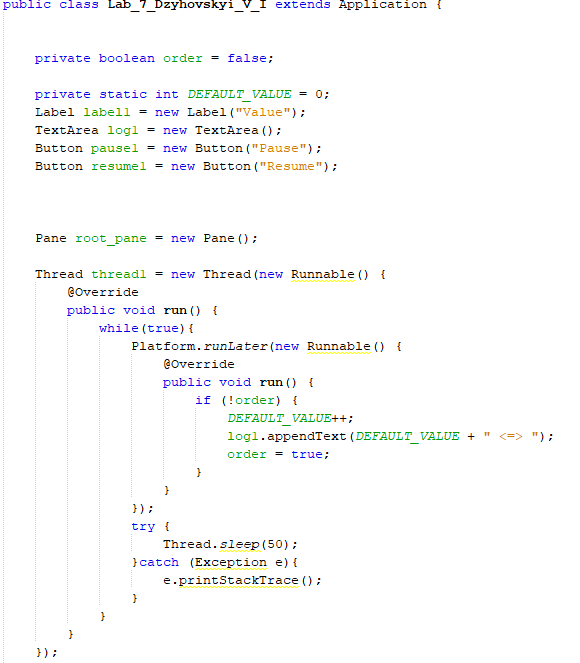 public class Lab_7_Dzyhovskyi_V_I extends Application {
private boolean order = false;
private static int DEFAULT_VALUE = 0;
Label label1 = new Label("Value");
TextArea log1 = new TextArea();
Button pause1 = new Button("Pause");
Button resume1 = new Button("Resume");
Pane root_pane = new Pane();
Thread thread1 = new Thread(new Runnable() {
@Override
public void run() {
while(true){
Platform.runLater(new Runnable() {
@Override
public void run() {
if (!order) {
DEFAULT_VALUE++;
log1.appendText(DEFAULT_VALUE + " <=> ");
order = true;
}
}
});
try {
Thread.sleep(50);
}catch (Exception e){
e.printStackTrace();
}
}
}
});